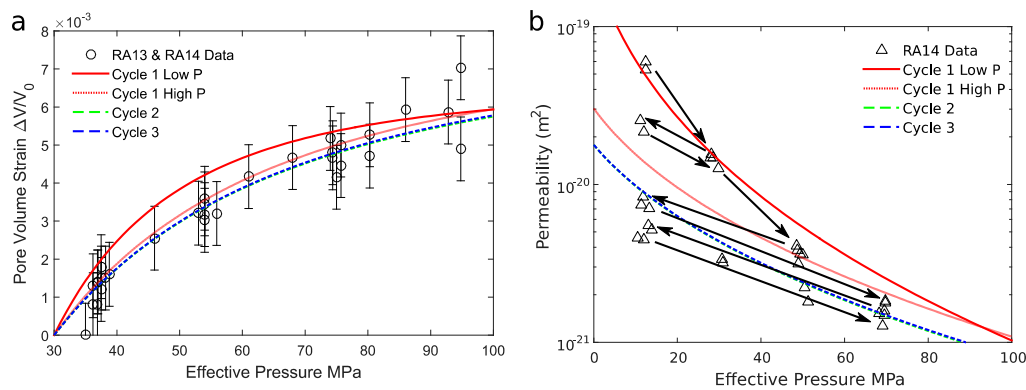 a
×10⁻³
8
7
6
5
4
3
2
1
0
Pore Volume Strain ΔV/V₀
RA13 & RA14 Data
Cycle 1 Low P
Cycle 1 High P
Cycle 2
Cycle 3
30 40 50 60 70 80 90 100
Effective Pressure MPa
b
10⁻¹⁹
10⁻²⁰
10⁻²¹
Permeability (m²)
RA14 Data
Cycle 1 Low P
Cycle 1 High P
Cycle 2
Cycle 3
0 20 40 60 80 100
Effective Pressure MPa